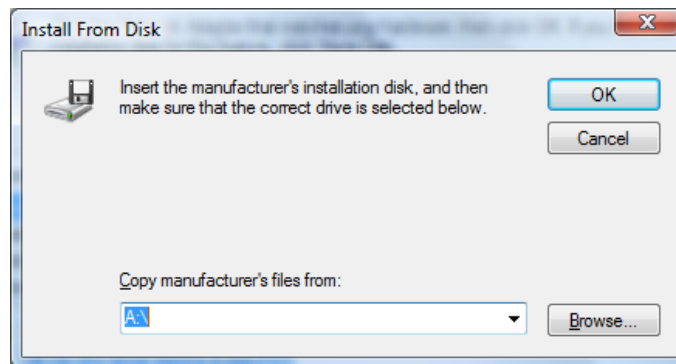 Install From Disk
Insert the manufacturer's installation disk, and then
make sure that the correct drive is selected below.
OK
Cancel
Copy manufacturer's files from:
A:\
Browse...